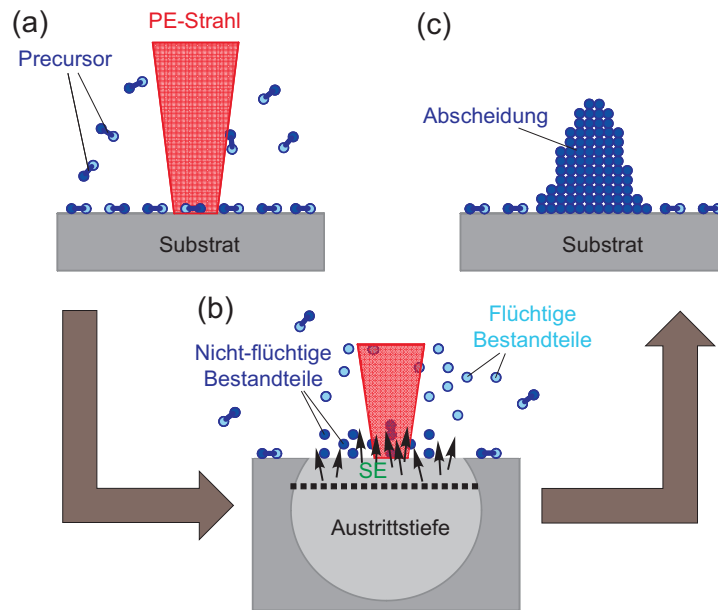 (a)
PE-Strahl
Precursor
Substrat
(c)
Abscheidung
Substrat
(b)
Flüchtige
Bestandteile
Nicht-flüchtige
Bestandteile
SE
Austrittstiefe